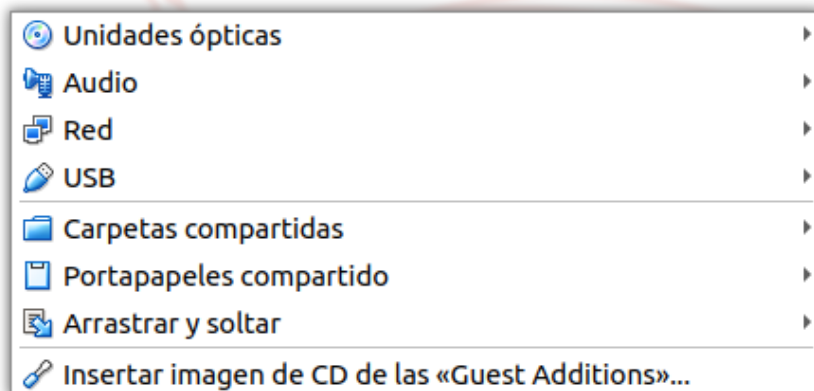 Unidades ópticas
Audio
Red
USB
Carpetas compartidas
Portapapeles compartido
Arrastrar y soltar
Insertar imagen de CD de las «Guest Additions»...